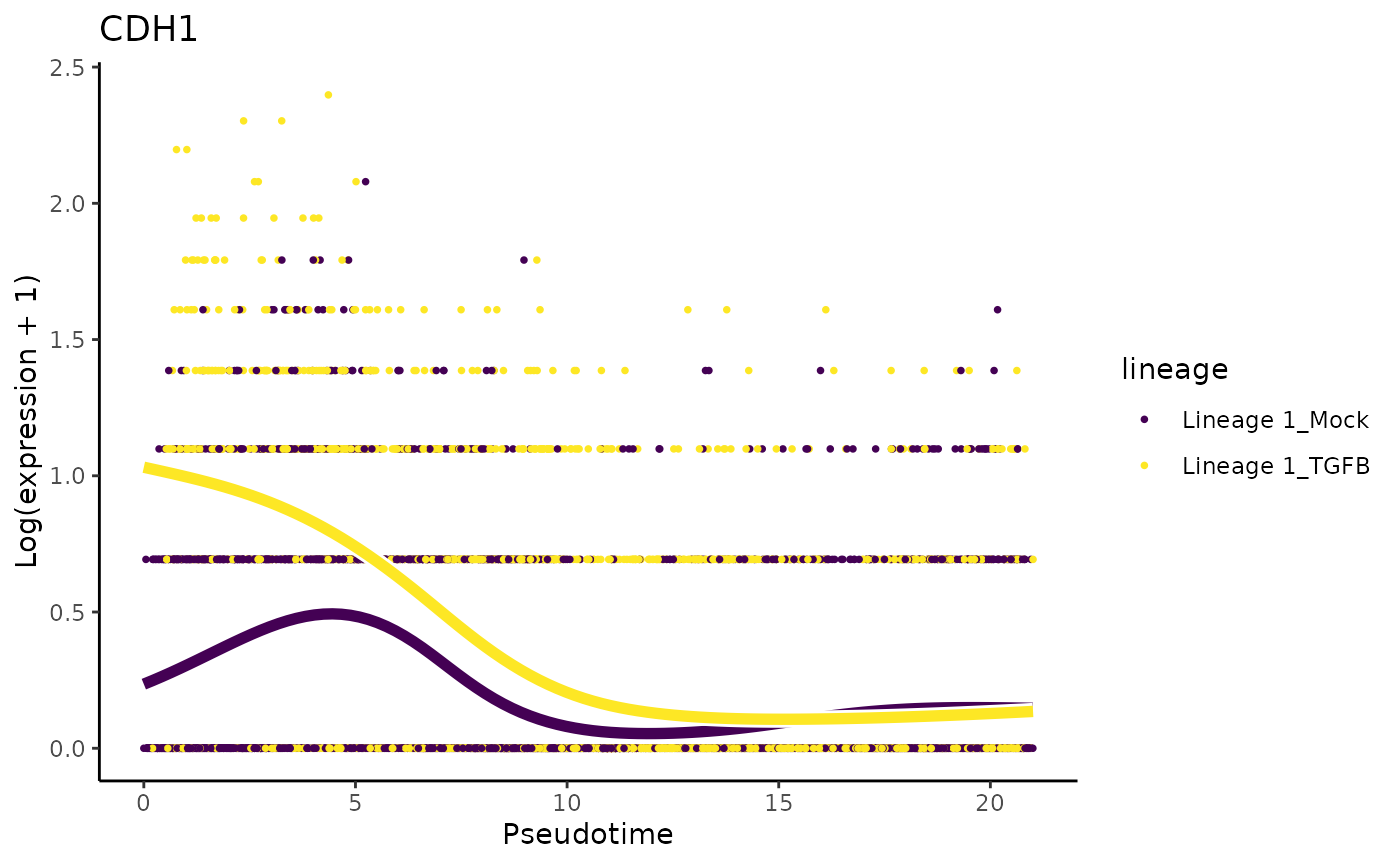 CDH1
2.5
2.0
1.5
1.0
0.5
0.0
Log(expression + 1)
0 5 10 15 20
Pseudotime
lineage
Lineage 1_Mock
Lineage 1_TGFB